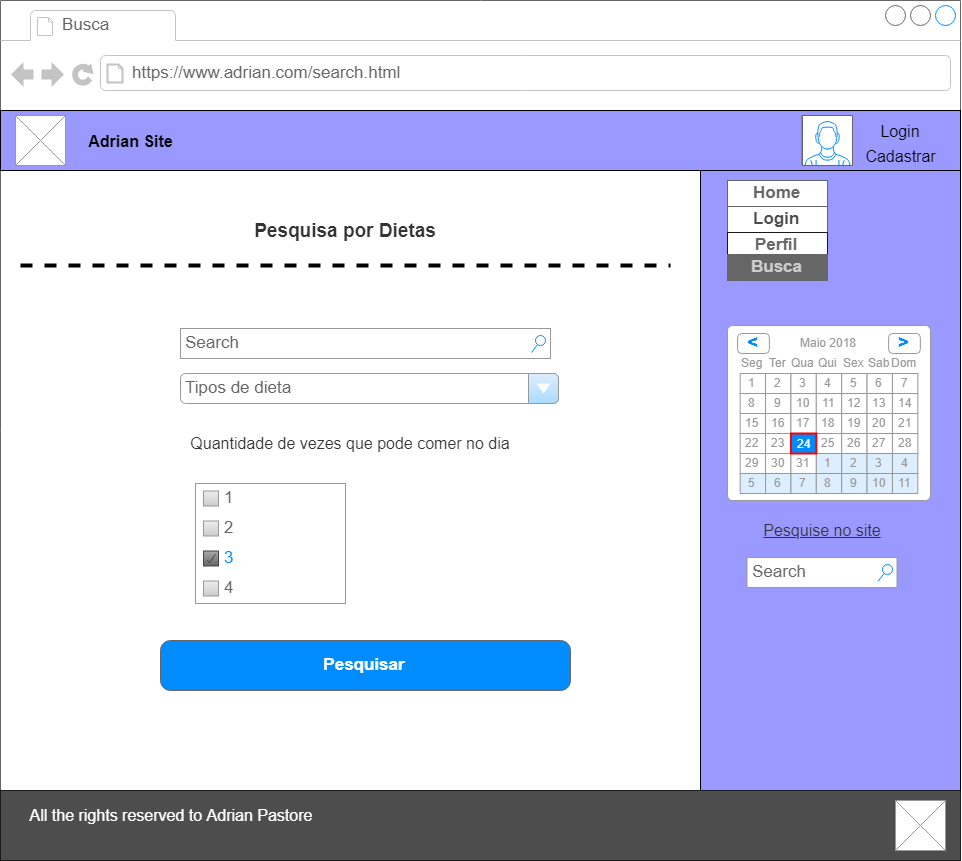 Busca
https://www.adrian.com/search.html
Adrian Site
Login
Cadastrar
Pesquisa por Dietas
Search
Tipos de dieta
Quantidade de vezes que pode comer no dia
1
2
3
4
Pesquisar
Home
Login
Perfil
Busca
< Maio 2018 >
Seg Ter Qua Qui Sex Sab Dom
1 2 3 4 5 6 7
8 9 10 11 12 13 14
15 16 17 18 19 20 21
22 23 24 25 26 27 28
29 30 31 1 2 3 4
5 6 7 8 9 10 11
Pesquise no site
Search
All the rights reserved to Adrian Pastore